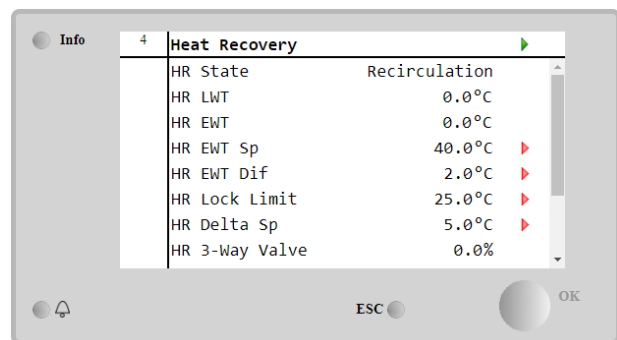 Info
4 Heat Recovery
HR State Recirculation
HR LWT 0.0°C
HR EWT 0.0°C
HR EWT Sp 40.0°C
HR EWT Dif 2.0°C
HR Lock Limit 25.0°C
HR Delta Sp 5.0°C
HR 3-Way Valve 0.0%
ESC
OK